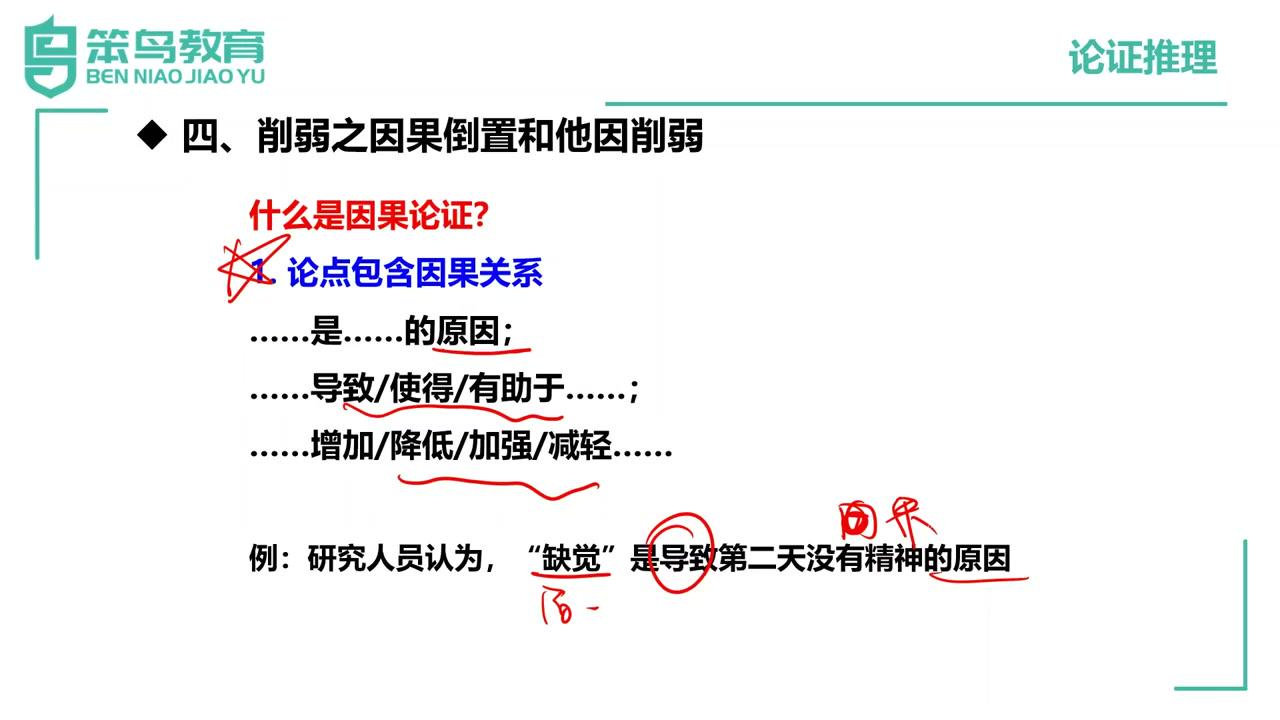 笨鸟教育
BEN NIAO JIAO YU
论证推理
◆ 四、削弱之因果倒置和他因削弱
什么是因果论证?
1. 论点包含因果关系
……是……的原因；
……导致/使得/有助于……；
……增加/降低/加强/减轻……
因果
例：研究人员认为，“缺觉”是导致第二天没有精神的原因